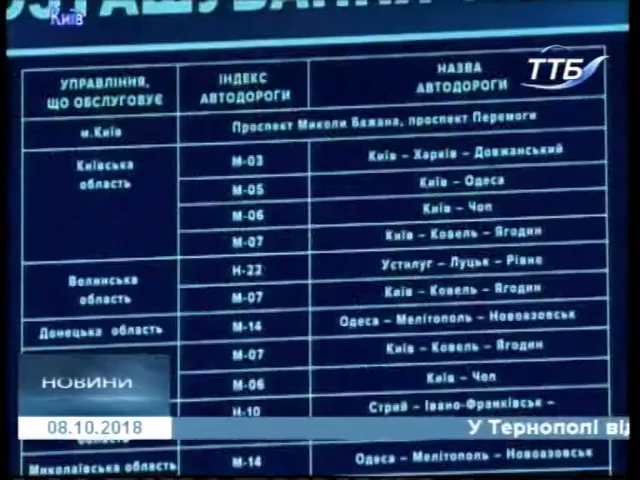 Київ
ТТБ
УПРАВЛІННЯ,
ЩО ОБСЛУГОВУЄ
ІНДЕКС
АВТОДОРОГИ
НАЗВА
АВТОДОРОГИ
м.Київ
Проспект Миколи Бажана, проспект Перемоги
Київська
область
М-03
Київ – Харків – Довжанський
М-05
Київ – Одеса
М-06
Київ – Чоп
М-07
Київ – Ковель – Ягодин
Волинська
область
Н-22
Устилуг – Луцьк – Рівне
М-07
Київ – Ковель – Ягодин
Донецька область
М-14
Одеса – Мелітополь – Новоазовськ
М-07
Київ – Ковель – Ягодин
М-06
Київ – Чоп
Н-10
Стрий – Івано-Франківськ –
НОВИНИ
08.10.2018
У Тернополі від
область
Миколаївська область
М-14
Одеса – Мелітополь – Новоазовськ